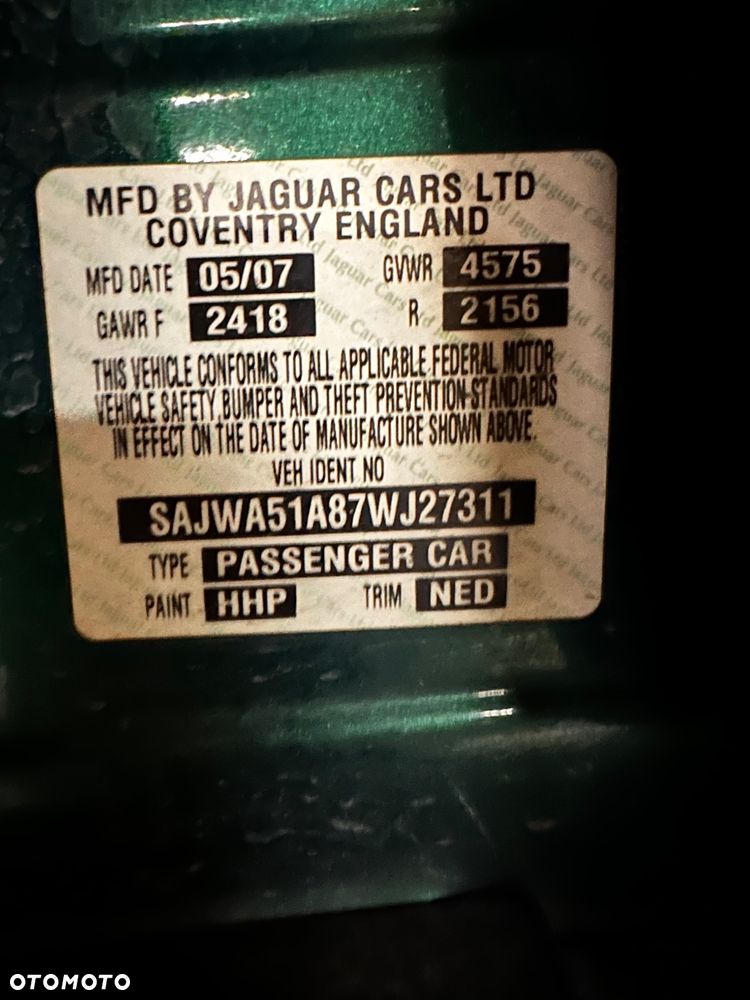 MFD BY JAGUAR CARS LTD
COVENTRY ENGLAND
MFD DATE 05/07 GVWR 4575
GAWR F 2418 R 2156
THIS VEHICLE CONFORMS TO ALL APPLICABLE FEDERAL MOTOR
VEHICLE SAFETY, BUMPER AND THEFT PREVENTION STANDARDS
IN EFFECT ON THE DATE OF MANUFACTURE SHOWN ABOVE.
VEH IDENT NO
SAJWA51A87WJ27311
TYPE PASSENGER CAR
PAINT HHP TRIM NED
OTOMOTO